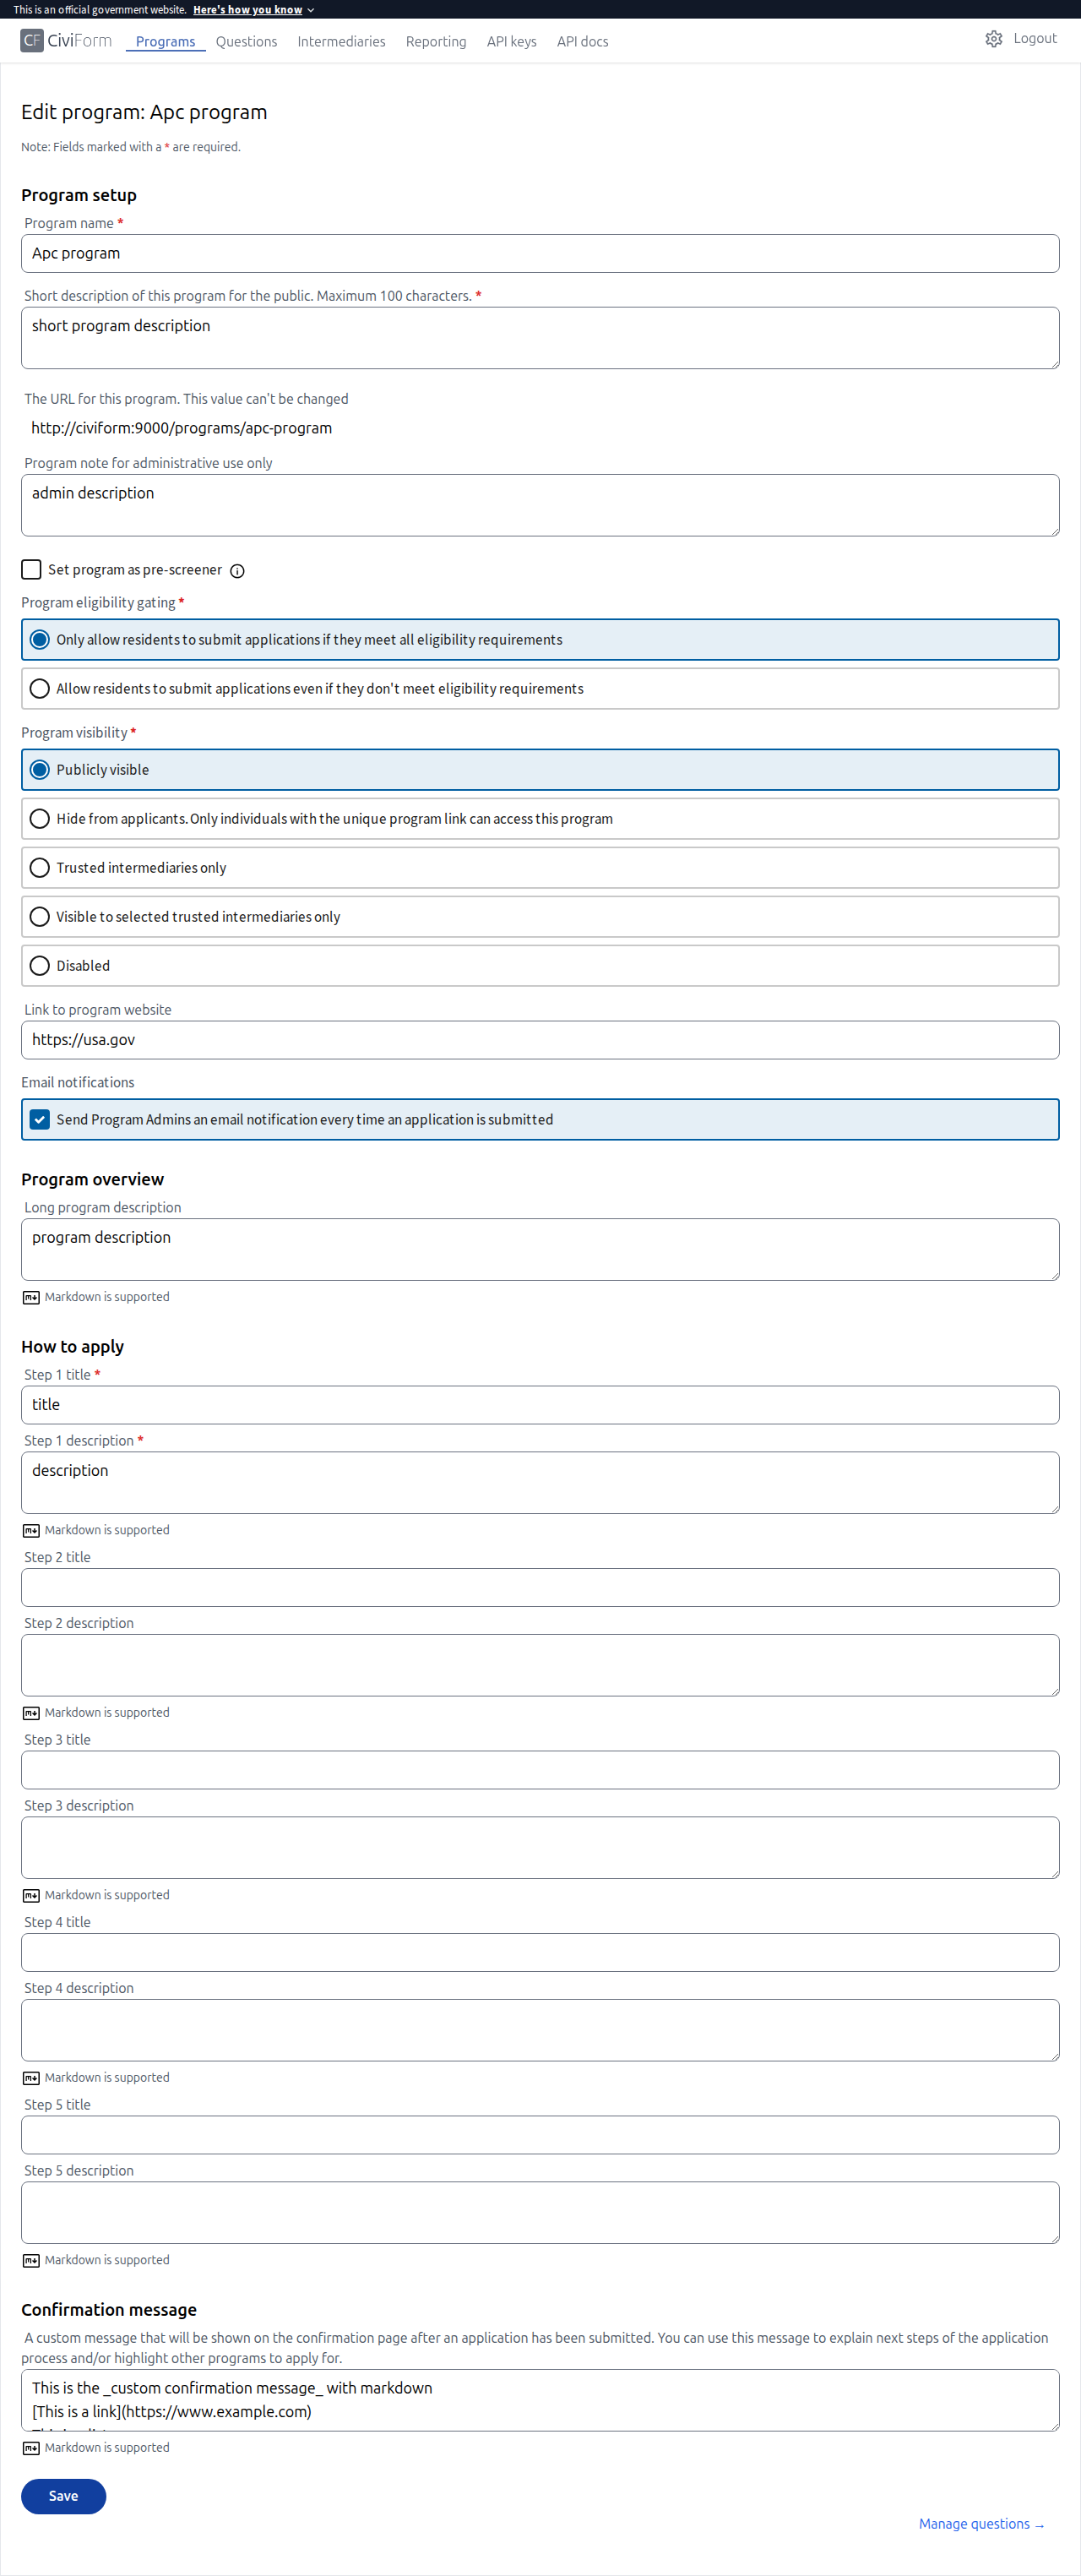 This is an official government website. Here's how you know
CF CiviForm Programs Questions Intermediaries Reporting API keys API docs Logout
Edit program: Apc program
Note: Fields marked with a * are required.
Program setup
Program name *
Apc program
Short description of this program for the public. Maximum 100 characters. *
short program description
The URL for this program. This value can't be changed
http://civiform:9000/programs/apc-program
Program note for administrative use only
admin description
Set program as pre-screener
Program eligibility gating *
Only allow residents to submit applications if they meet all eligibility requirements
Allow residents to submit applications even if they don't meet eligibility requirements
Program visibility *
Publicly visible
Hide from applicants. Only individuals with the unique program link can access this program
Trusted intermediaries only
Visible to selected trusted intermediaries only
Disabled
Link to program website
https://usa.gov
Email notifications
Send Program Admins an email notification every time an application is submitted
Program overview
Long program description
program description
Markdown is supported
How to apply
Step 1 title *
title
Step 1 description *
description
Markdown is supported
Step 2 title
Step 2 description
Markdown is supported
Step 3 title
Step 3 description
Markdown is supported
Step 4 title
Step 4 description
Markdown is supported
Step 5 title
Step 5 description
Markdown is supported
Confirmation message
A custom message that will be shown on the confirmation page after an application has been submitted. You can use this message to explain next steps of the application
process and/or highlight other programs to apply for.
This is the _custom confirmation message_ with markdown
[This is a link](https://www.example.com)
Markdown is supported
Save
Manage questions →